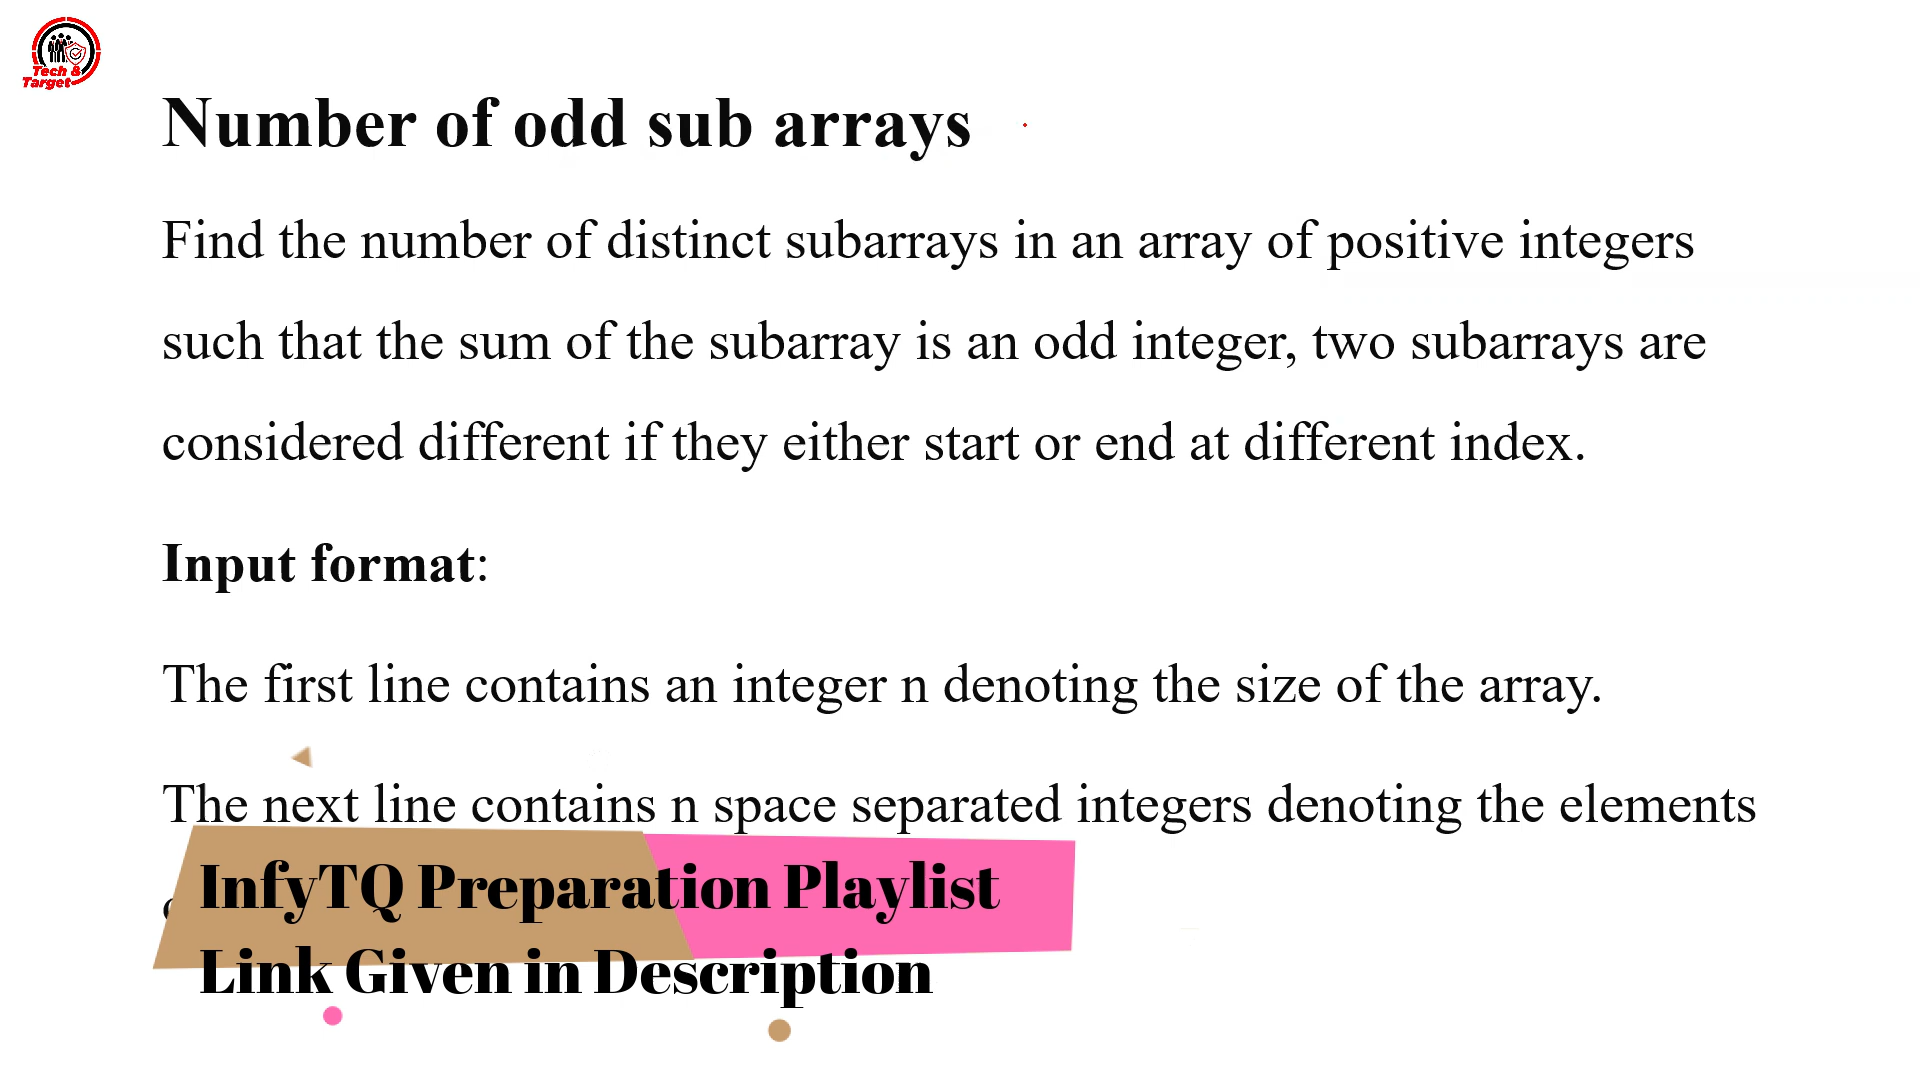 Tech &
Target
Number of odd sub arrays
Find the number of distinct subarrays in an array of positive integers
such that the sum of the subarray is an odd integer, two subarrays are
considered different if they either start or end at different index.
Input format:
The first line contains an integer n denoting the size of the array.
The next line contains n space separated integers denoting the elements
InfyTQ Preparation Playlist
Link Given in Description